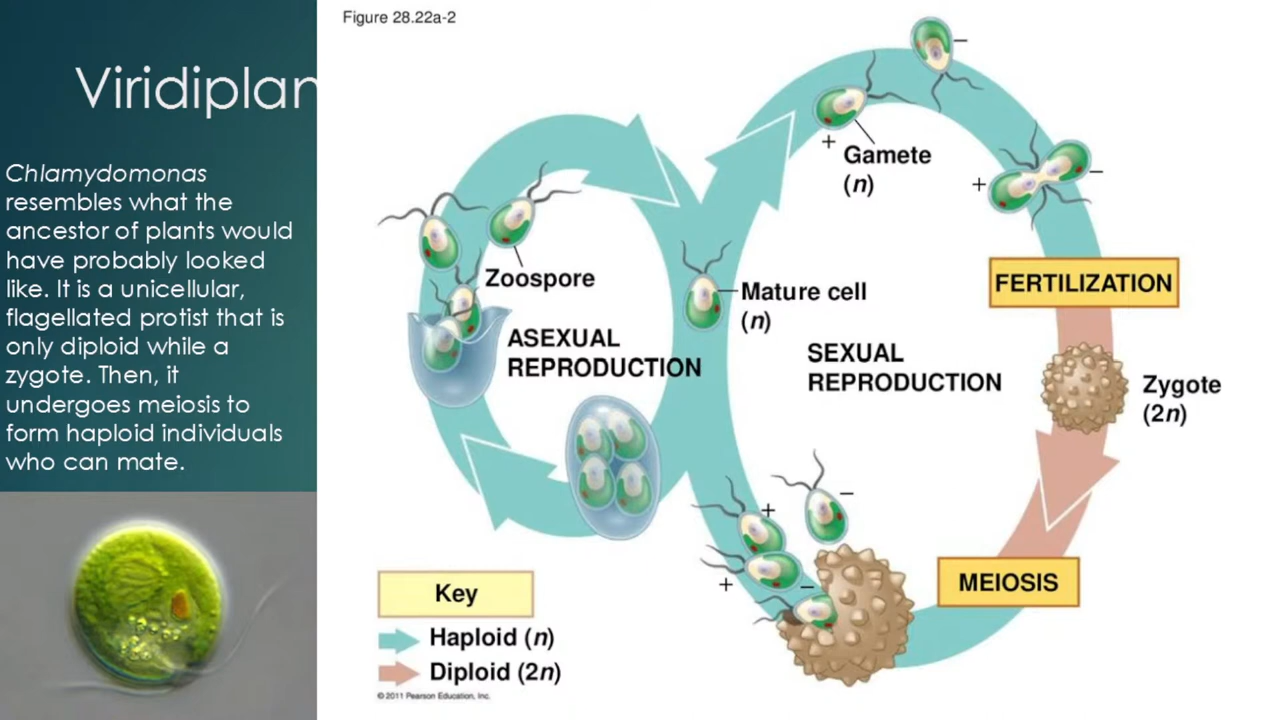 Viridiplan
Chlamydomonas
resembles what the
ancestor of plants would
have probably looked
like. It is a unicellular,
flagellated protist that is
only diploid while a
zygote. Then, it
undergoes meiosis to
form haploid individuals
who can mate.
Figure 28.22a-2
−
+
Gamete
(n)
+
−
Zoospore
Mature cell
(n)
FERTILIZATION
ASEXUAL
REPRODUCTION
SEXUAL
REPRODUCTION
Zygote
(2n)
−
+
+
−
MEIOSIS
Key
Haploid (n)
Diploid (2n)
© 2011 Pearson Education, Inc.